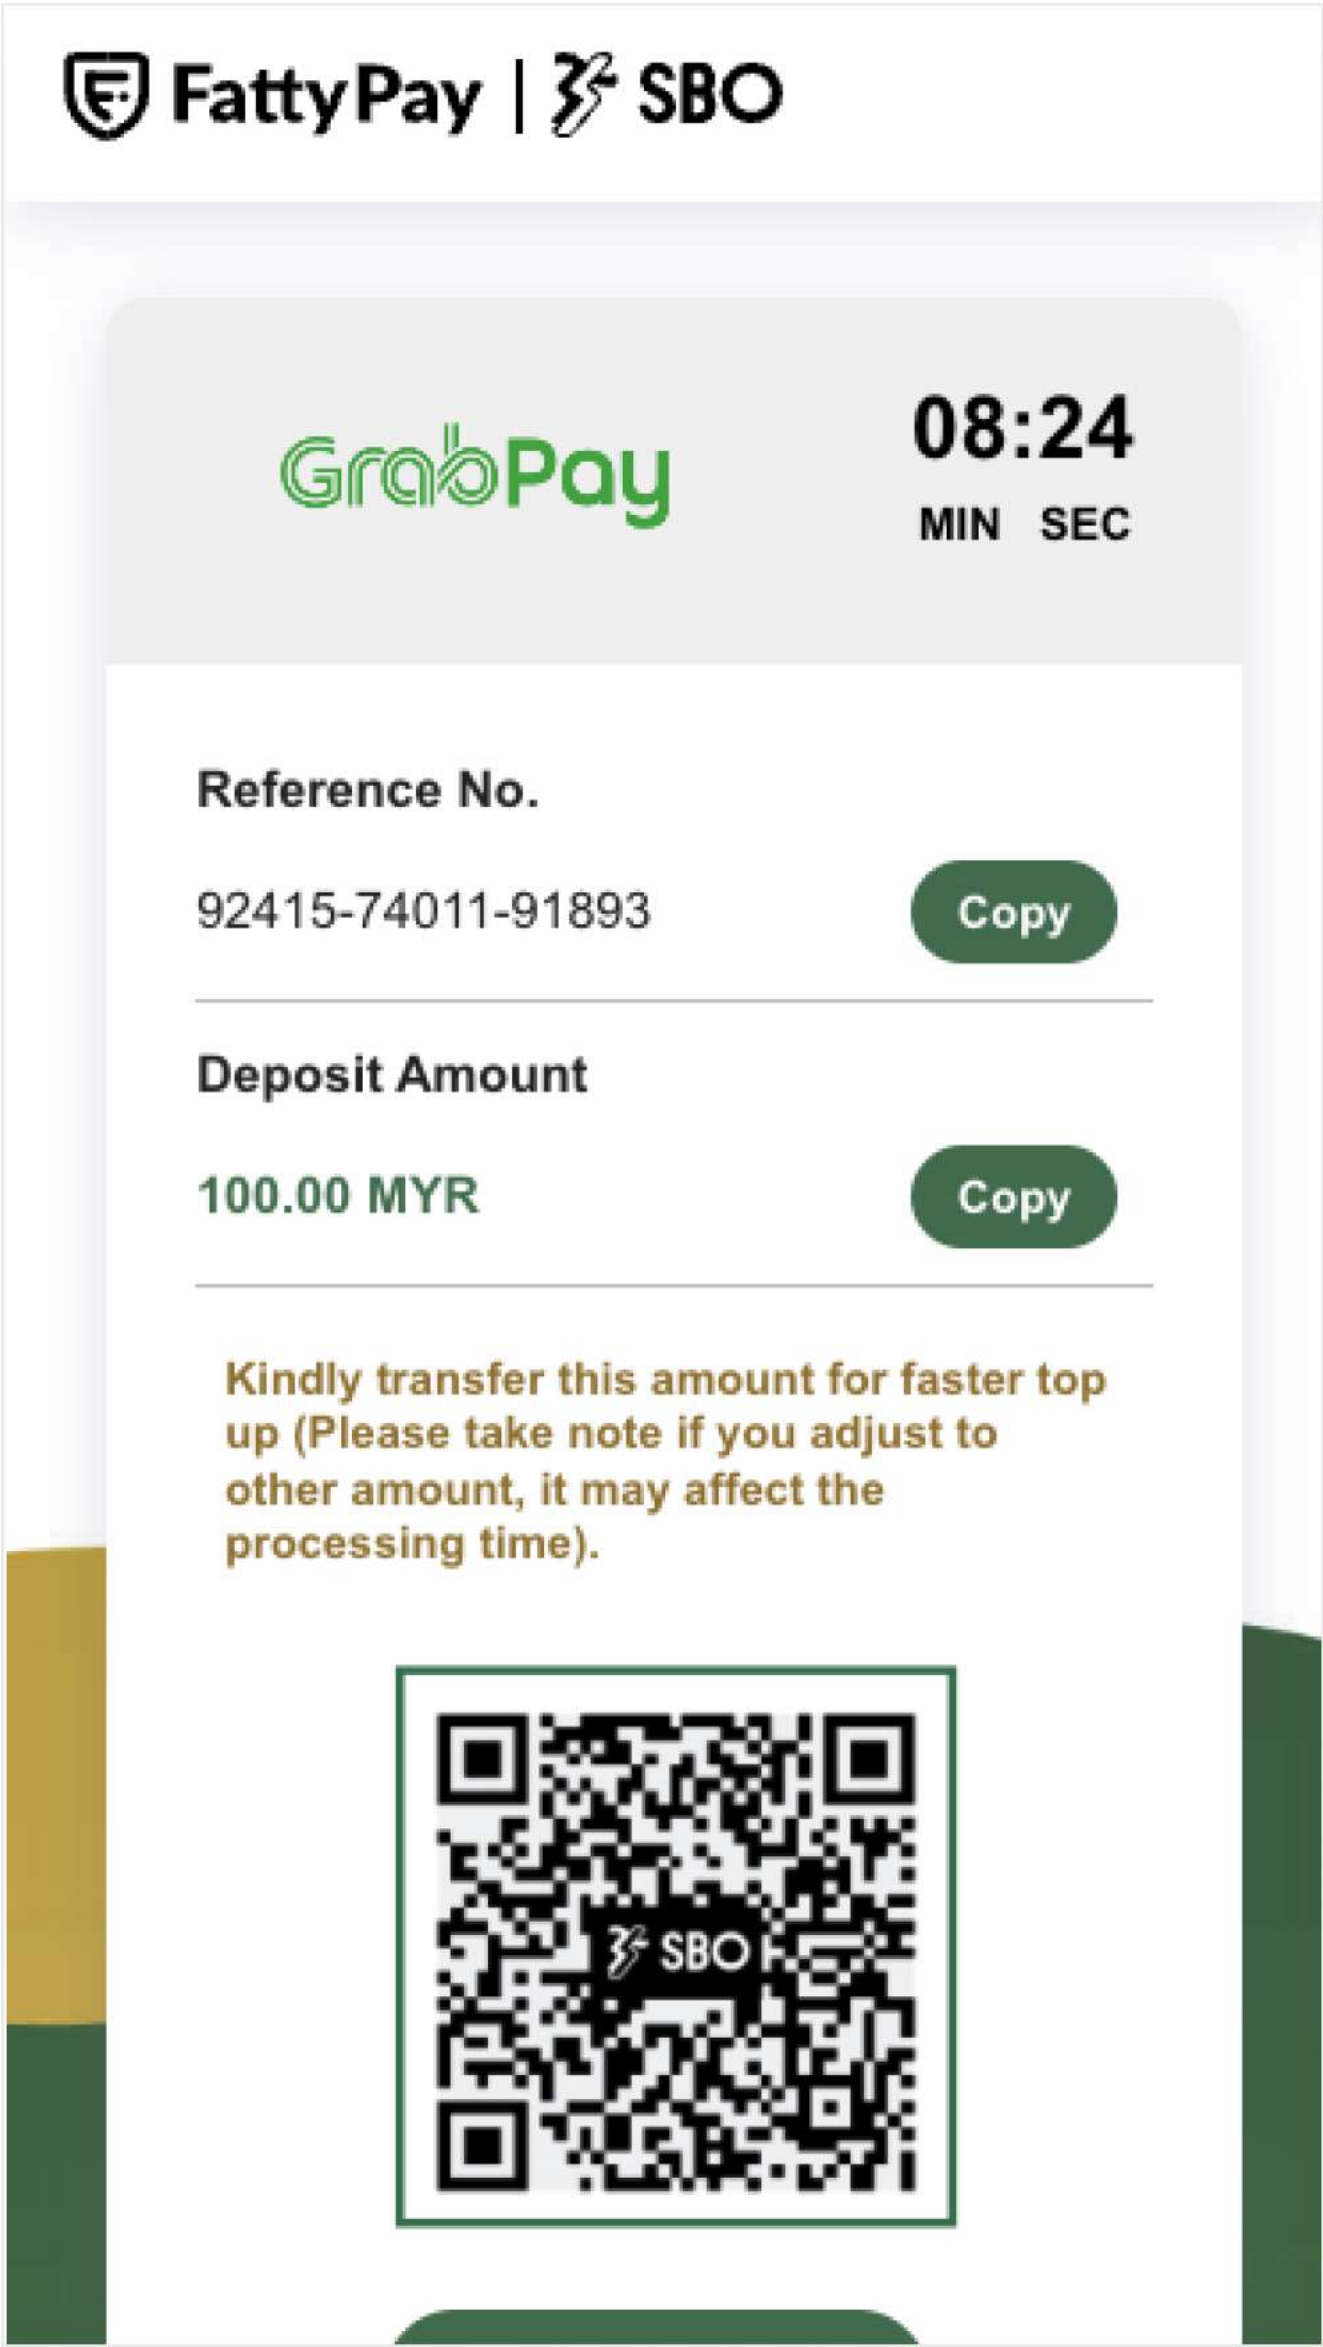 FattyPay | SBO
GrabPay
08:24
MIN SEC
Reference No.
92415-74011-91893
Copy
Deposit Amount
100.00 MYR
Copy
Kindly transfer this amount for faster top
up (Please take note if you adjust to
other amount, it may affect the
processing time).
SBO